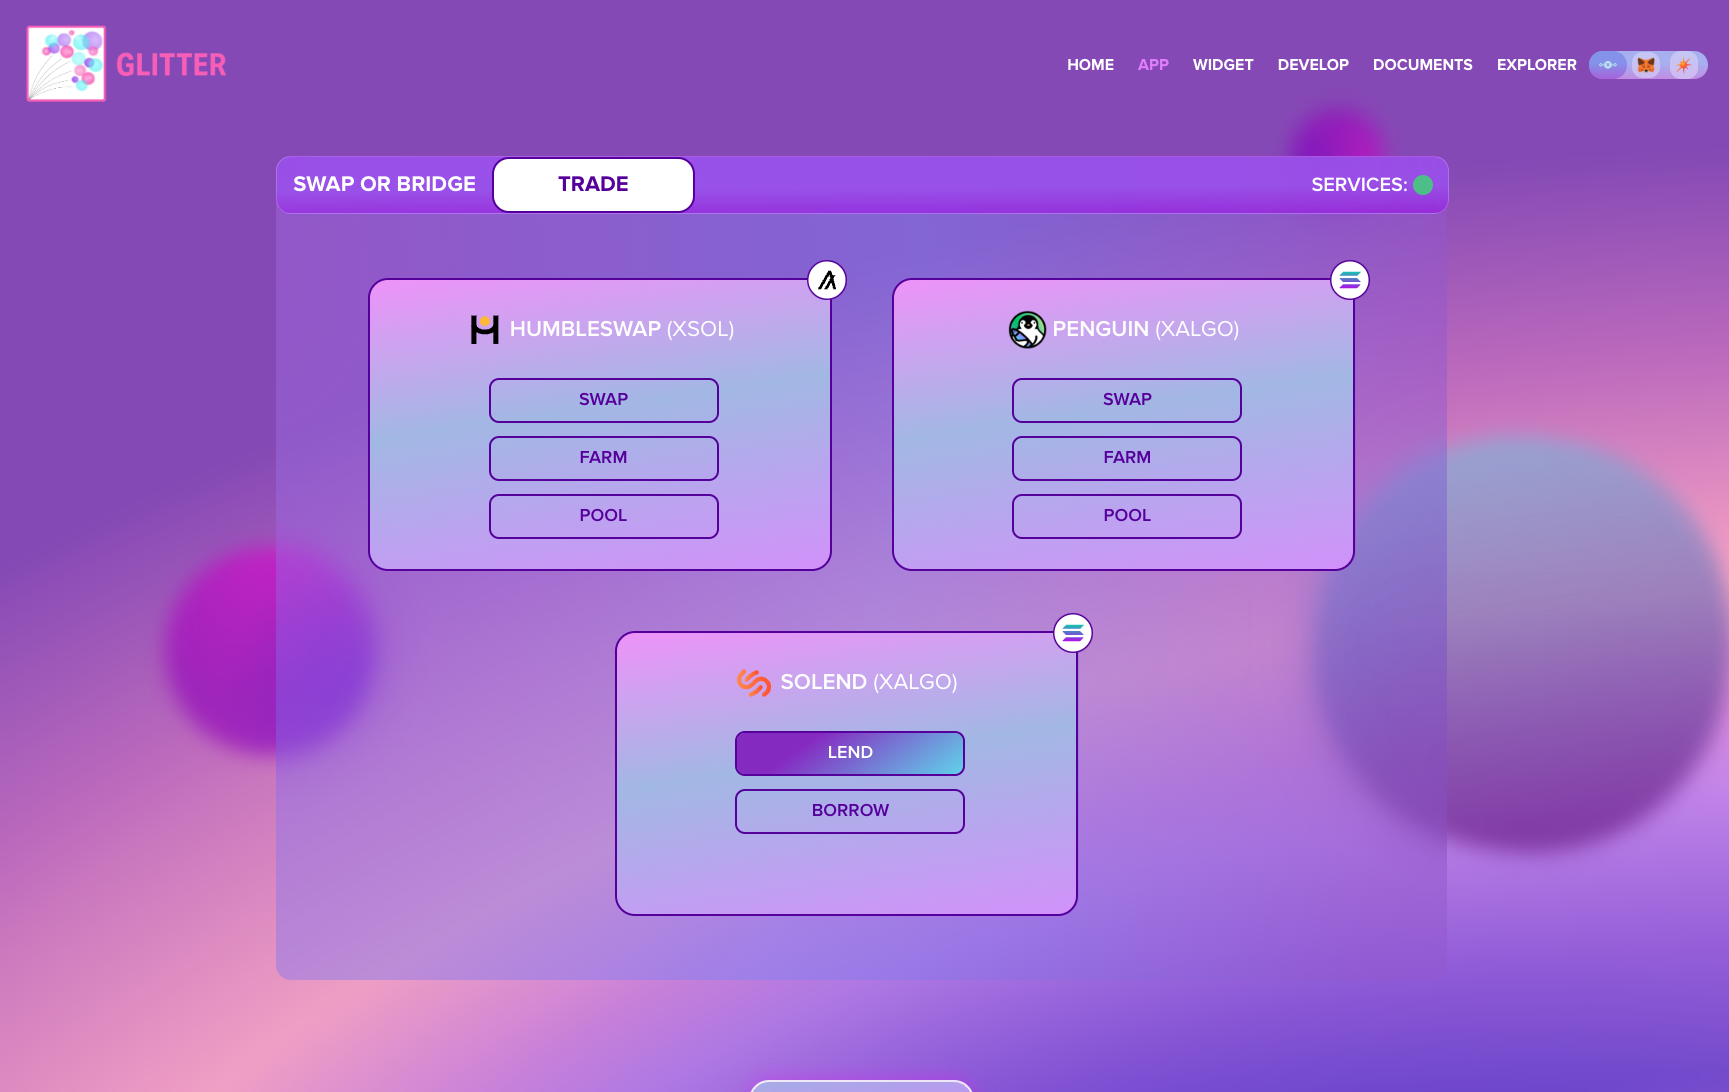 GLITTER
HOME APP WIDGET DEVELOP DOCUMENTS EXPLORER
SWAP OR BRIDGE TRADE SERVICES:
HUMBLESWAP (XSOL)
SWAP
FARM
POOL
PENGUIN (XALGO)
SWAP
FARM
POOL
SOLEND (XALGO)
LEND
BORROW